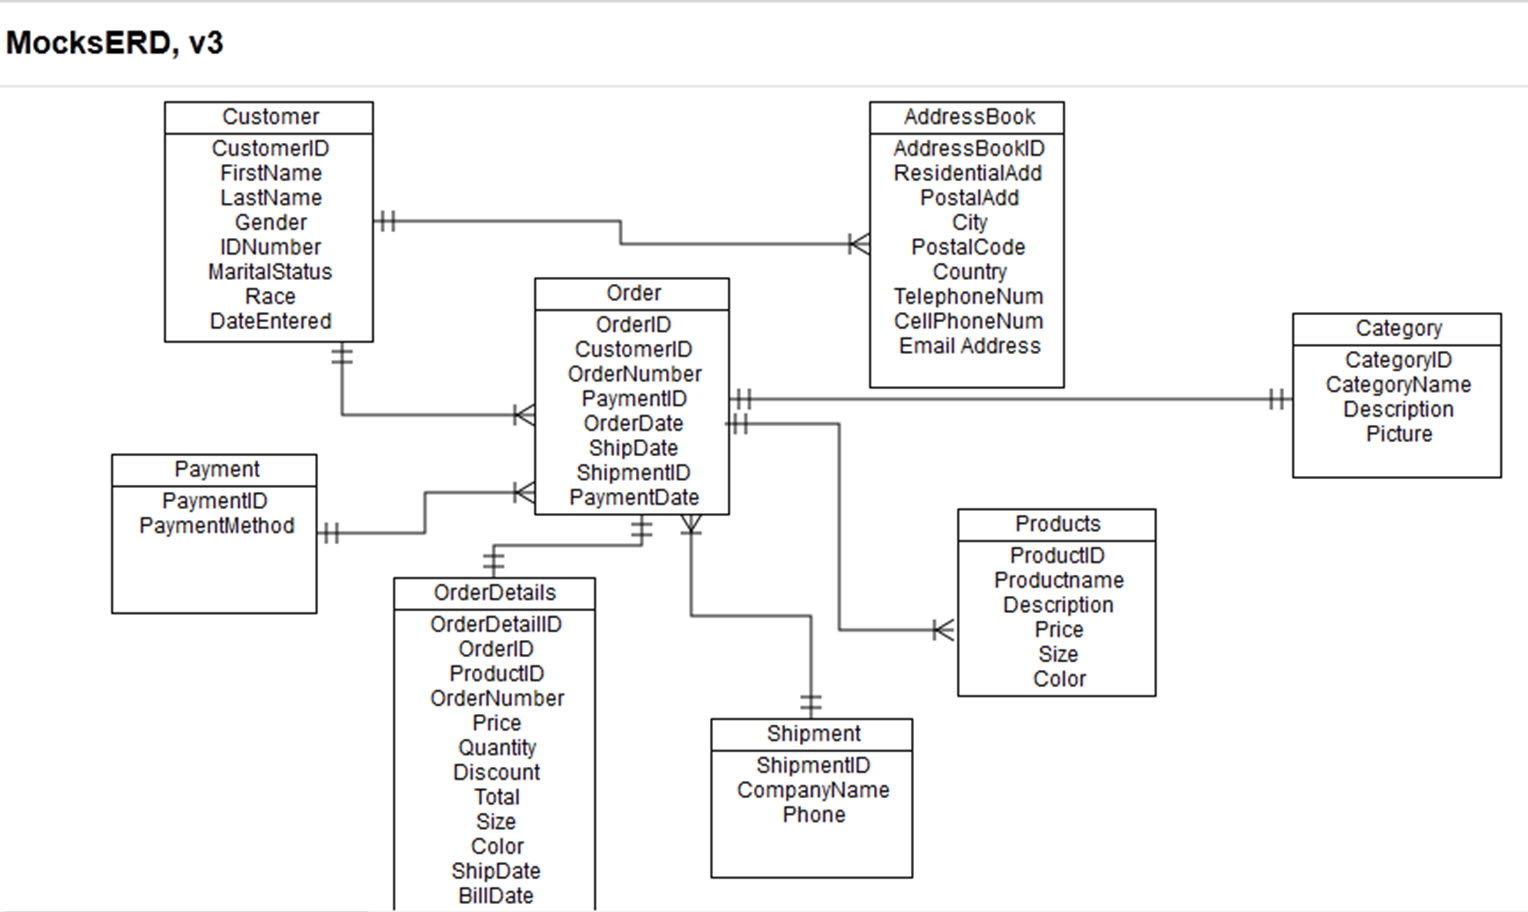 MocksERD, v3
Customer
CustomerID
FirstName
LastName
Gender
IDNumber
MaritalStatus
Race
DateEntered
AddressBook
AddressBookID
ResidentialAdd
PostalAdd
City
PostalCode
Country
TelephoneNum
CellPhoneNum
Email Address
Order
OrderID
CustomerID
OrderNumber
PaymentID
OrderDate
ShipDate
ShipmentID
PaymentDate
Category
CategoryID
CategoryName
Description
Picture
Payment
PaymentID
PaymentMethod
Products
ProductID
Productname
Description
Price
Size
Color
OrderDetails
OrderDetailID
OrderID
ProductID
OrderNumber
Price
Quantity
Discount
Total
Size
Color
ShipDate
BillDate
Shipment
ShipmentID
CompanyName
Phone